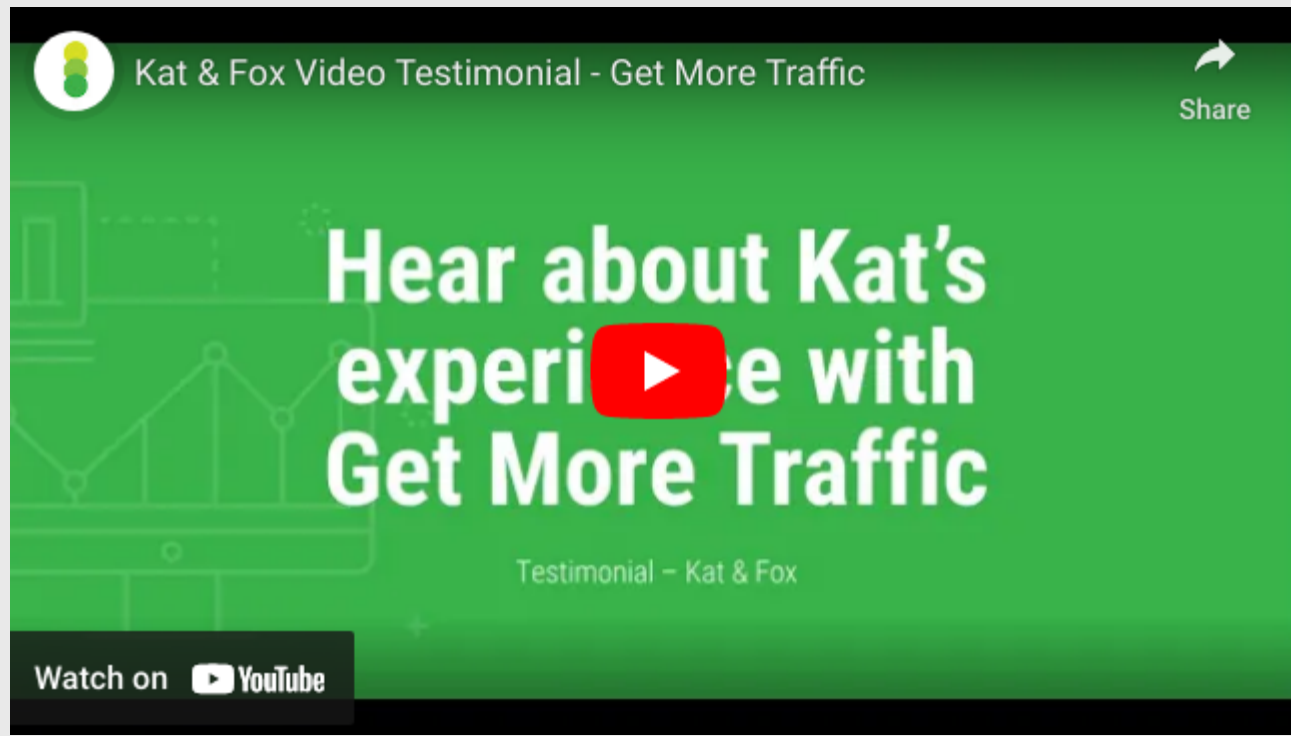 Kat & Fox Video Testimonial - Get More Traffic
Share
Hear about Kat's
experi e with
Get More Traffic
Testimonial – Kat & Fox
Watch on YouTube